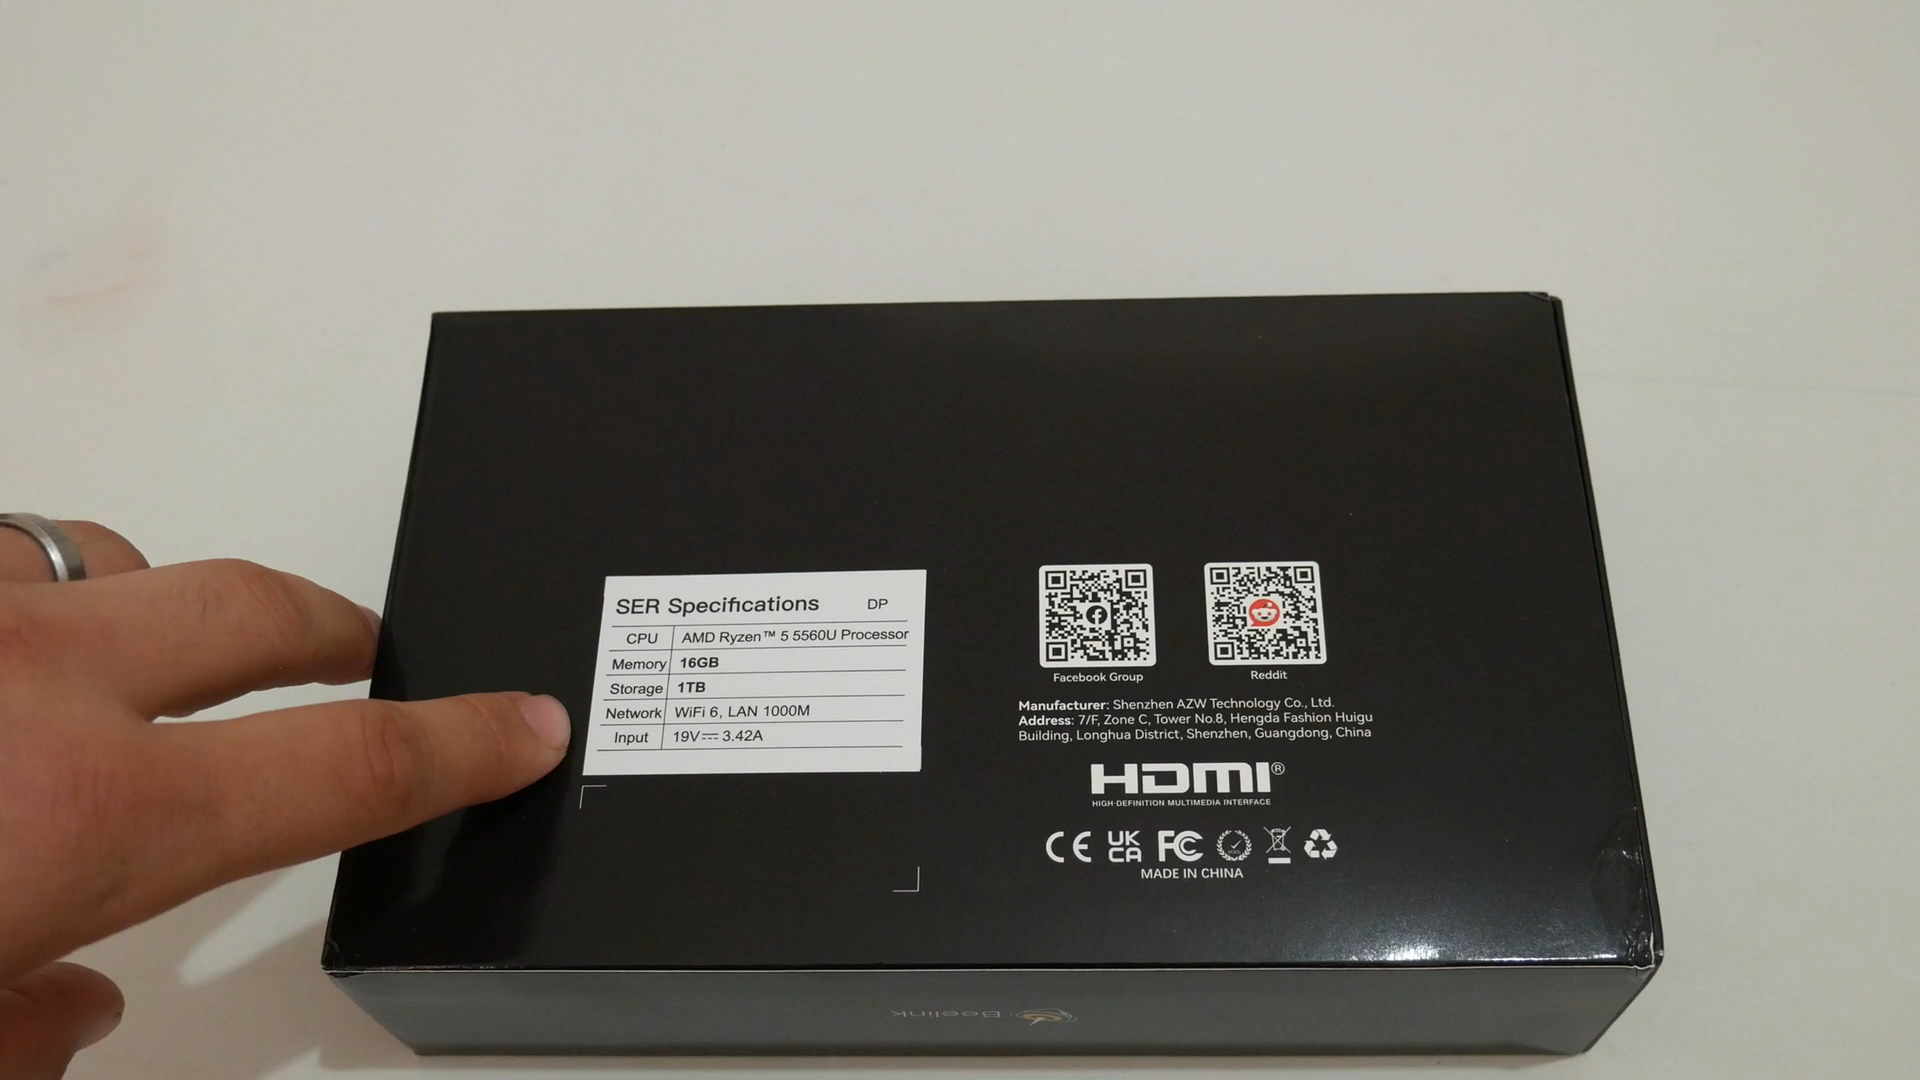 SER Specifications DP
CPU AMD Ryzen™ 5 5560U Processor
Memory 16GB
Storage 1TB
Network WiFi 6, LAN 1000M
Input 19V⎓3.42A
Facebook Group
Reddit
Manufacturer: Shenzhen AZW Technology Co., Ltd.
Address: 7/F, Zone C, Tower No.8, Hengda Fashion Huigu
Building, Longhua District, Shenzhen, Guangdong, China
HDMI®
HIGH-DEFINITION MULTIMEDIA INTERFACE
CE UK CA FC
MADE IN CHINA
Beelink